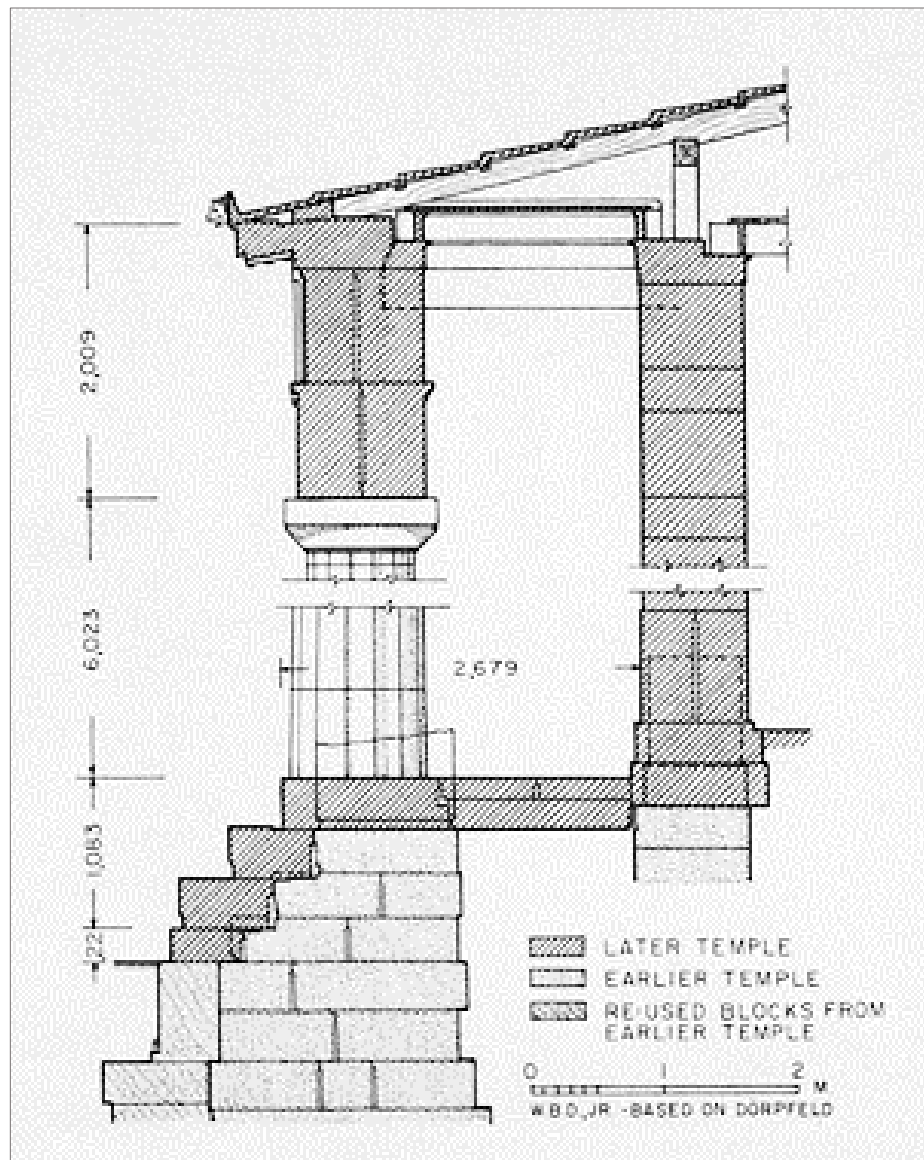 2,009
6,023
2,679
1,083
,22
LATER TEMPLE
EARLIER TEMPLE
RE-USED BLOCKS FROM
EARLIER TEMPLE
0 1 2 M
W.B.D., JR. - BASED ON DORPFELD